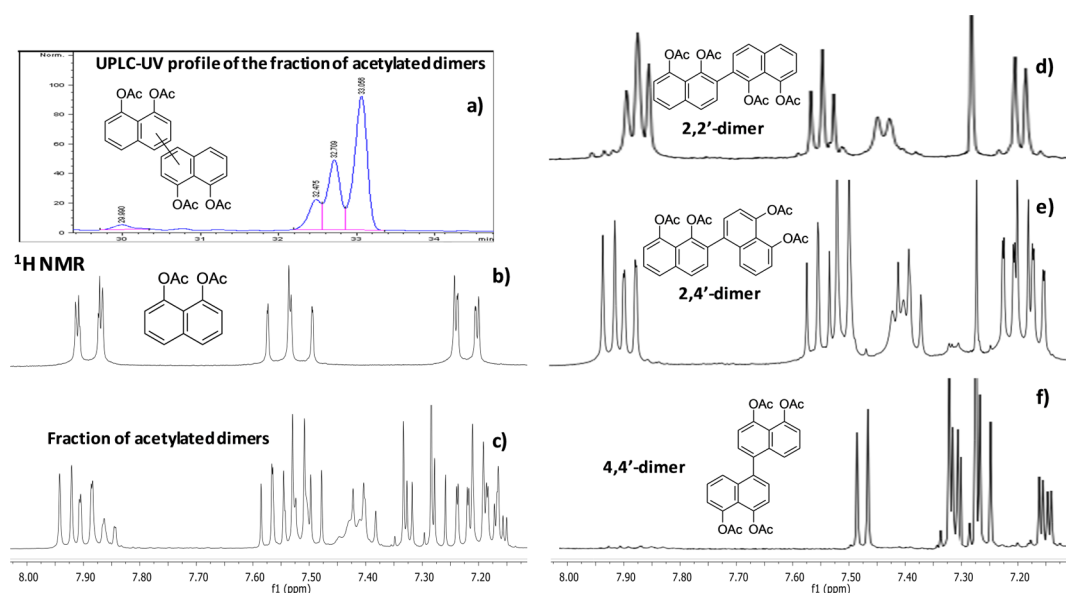 UPLC-UV profile of the fraction of acetylated dimers
a)
Norm.
100
80
60
40
20
0
29.990
32.475
32.709
33.056
30
31
32
33
34
min
OAc
OAc
OAc
OAc
¹H NMR
b)
OAc OAc
Fraction of acetylated dimers
c)
8.00 7.90 7.80 7.70 7.60 7.50 7.40 7.30 7.20
f1 (ppm)
d)
OAc OAc
OAc OAc
2,2'-dimer
e)
OAc OAc
OAc
OAc
2,4'-dimer
f)
OAc OAc
4,4'-dimer
OAc OAc
8.00 7.90 7.80 7.70 7.60 7.50 7.40 7.30 7.20
f1 (ppm)